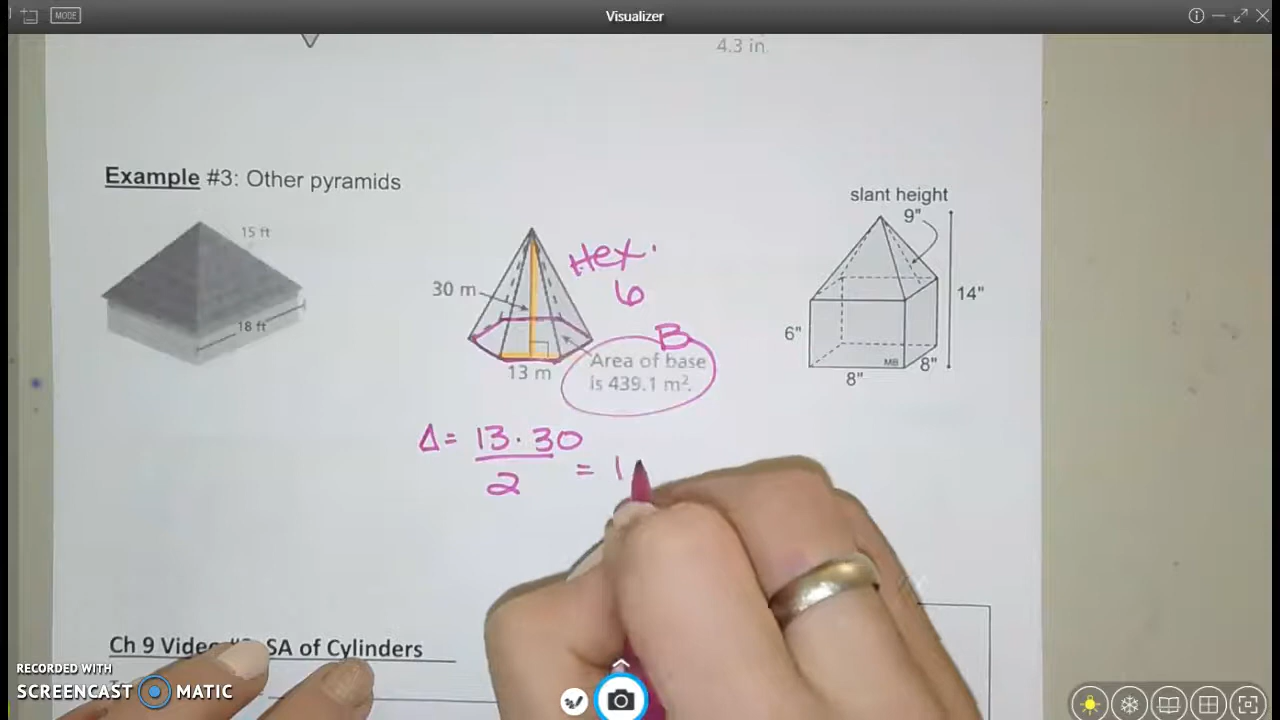 MODE
Visualizer
4.3 in.
Example #3: Other pyramids
15 ft
18 ft
30 m
13 m
Hex.
6
B
Area of base
is 439.1 m².
slant height
9"
14"
6"
8"
8"
MB
Δ = 13 · 30
2
= 1
Ch 9 Video
SA of Cylinders
RECORDED WITH
SCREENCAST MATIC